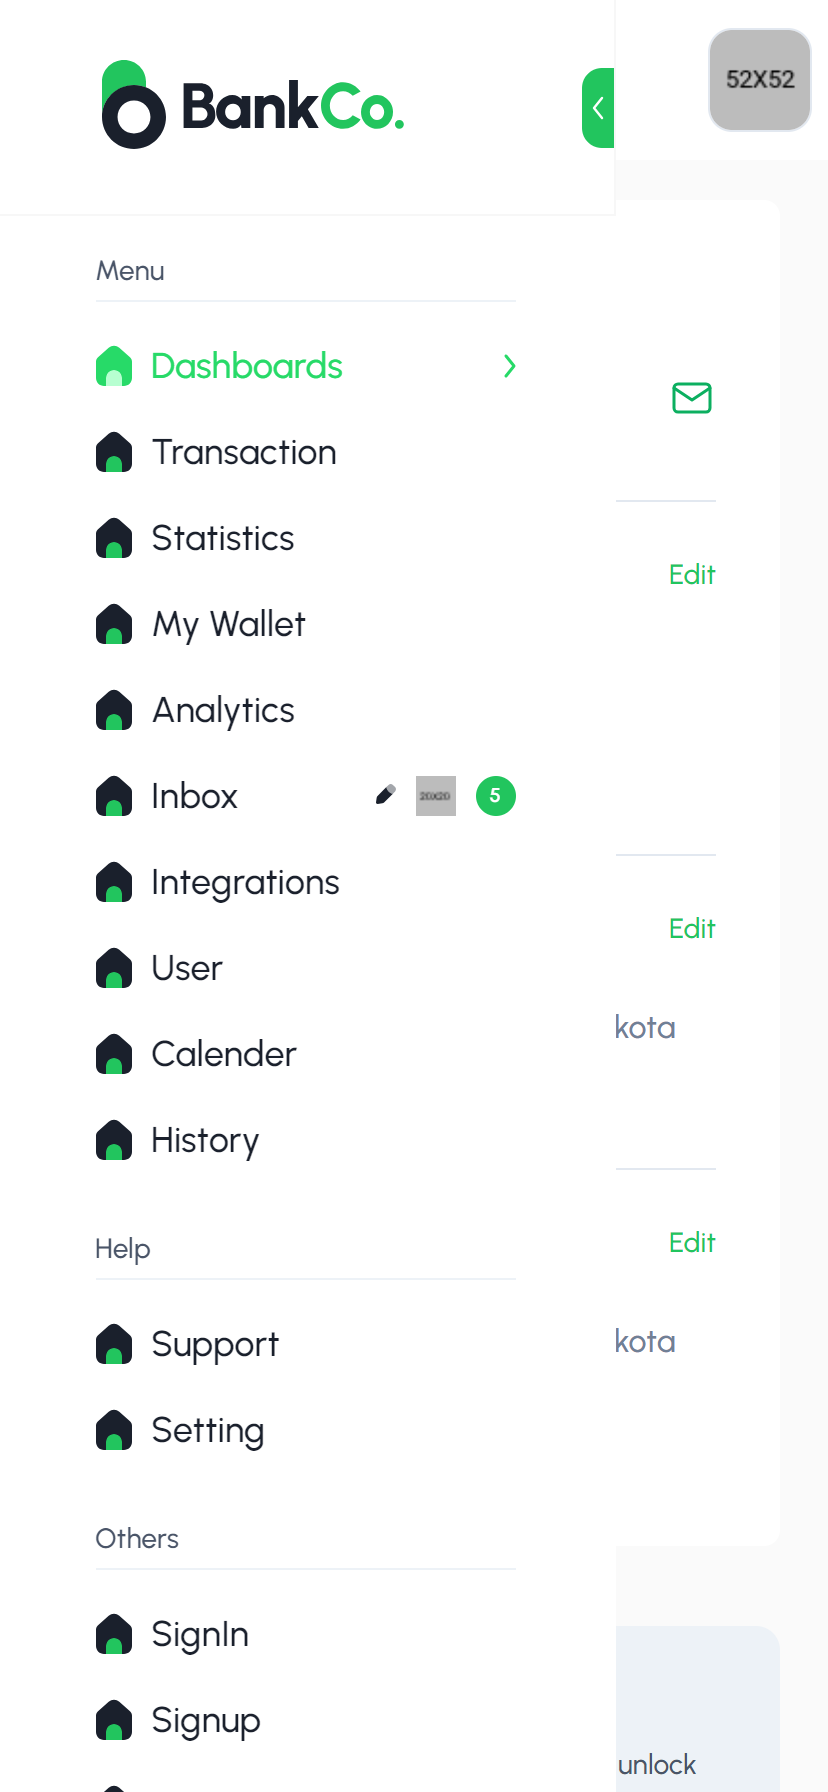 BankCo.
52X52
Menu
Dashboards
Transaction
Edit
Statistics
My Wallet
Analytics
Inbox
20X20
5
Integrations
Edit
User
kota
Calender
History
Help
Edit
Support
kota
Setting
Others
SignIn
Signup
unlock